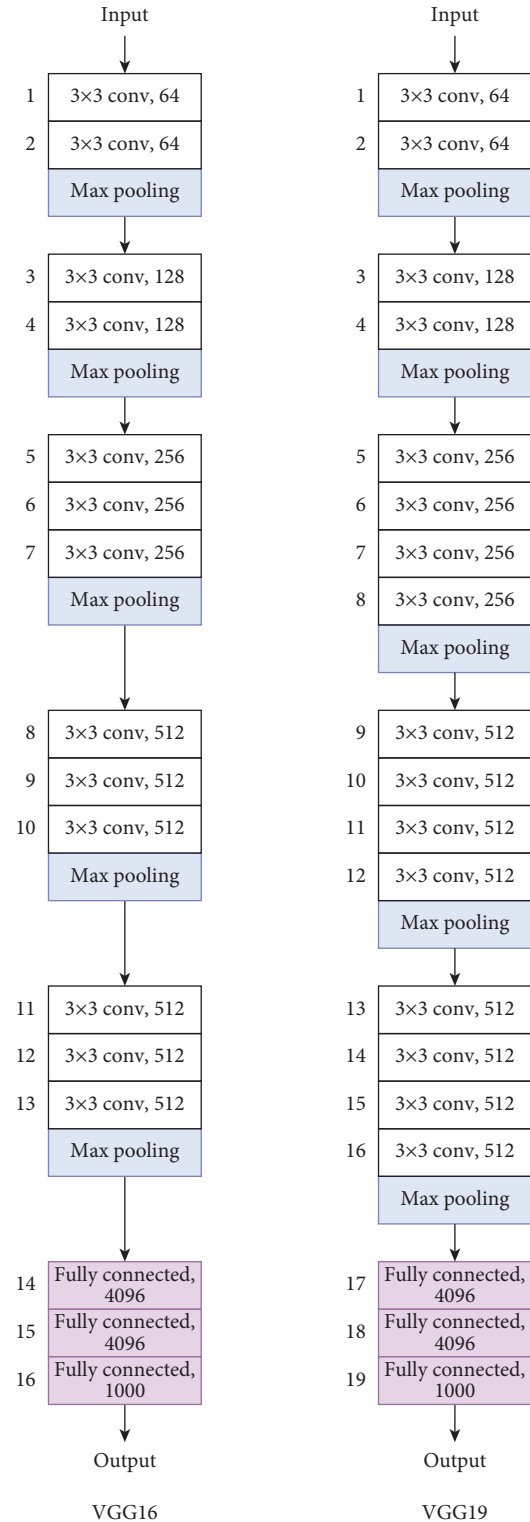 Input
1 3×3 conv, 64
2 3×3 conv, 64
Max pooling
3 3×3 conv, 128
4 3×3 conv, 128
Max pooling
5 3×3 conv, 256
6 3×3 conv, 256
7 3×3 conv, 256
Max pooling
8 3×3 conv, 512
9 3×3 conv, 512
10 3×3 conv, 512
Max pooling
11 3×3 conv, 512
12 3×3 conv, 512
13 3×3 conv, 512
Max pooling
14 Fully connected,
4096
15 Fully connected,
4096
16 Fully connected,
1000
Output
VGG16
Input
1 3×3 conv, 64
2 3×3 conv, 64
Max pooling
3 3×3 conv, 128
4 3×3 conv, 128
Max pooling
5 3×3 conv, 256
6 3×3 conv, 256
7 3×3 conv, 256
8 3×3 conv, 256
Max pooling
9 3×3 conv, 512
10 3×3 conv, 512
11 3×3 conv, 512
12 3×3 conv, 512
Max pooling
13 3×3 conv, 512
14 3×3 conv, 512
15 3×3 conv, 512
16 3×3 conv, 512
Max pooling
17 Fully connected,
4096
18 Fully connected,
4096
19 Fully connected,
1000
Output
VGG19